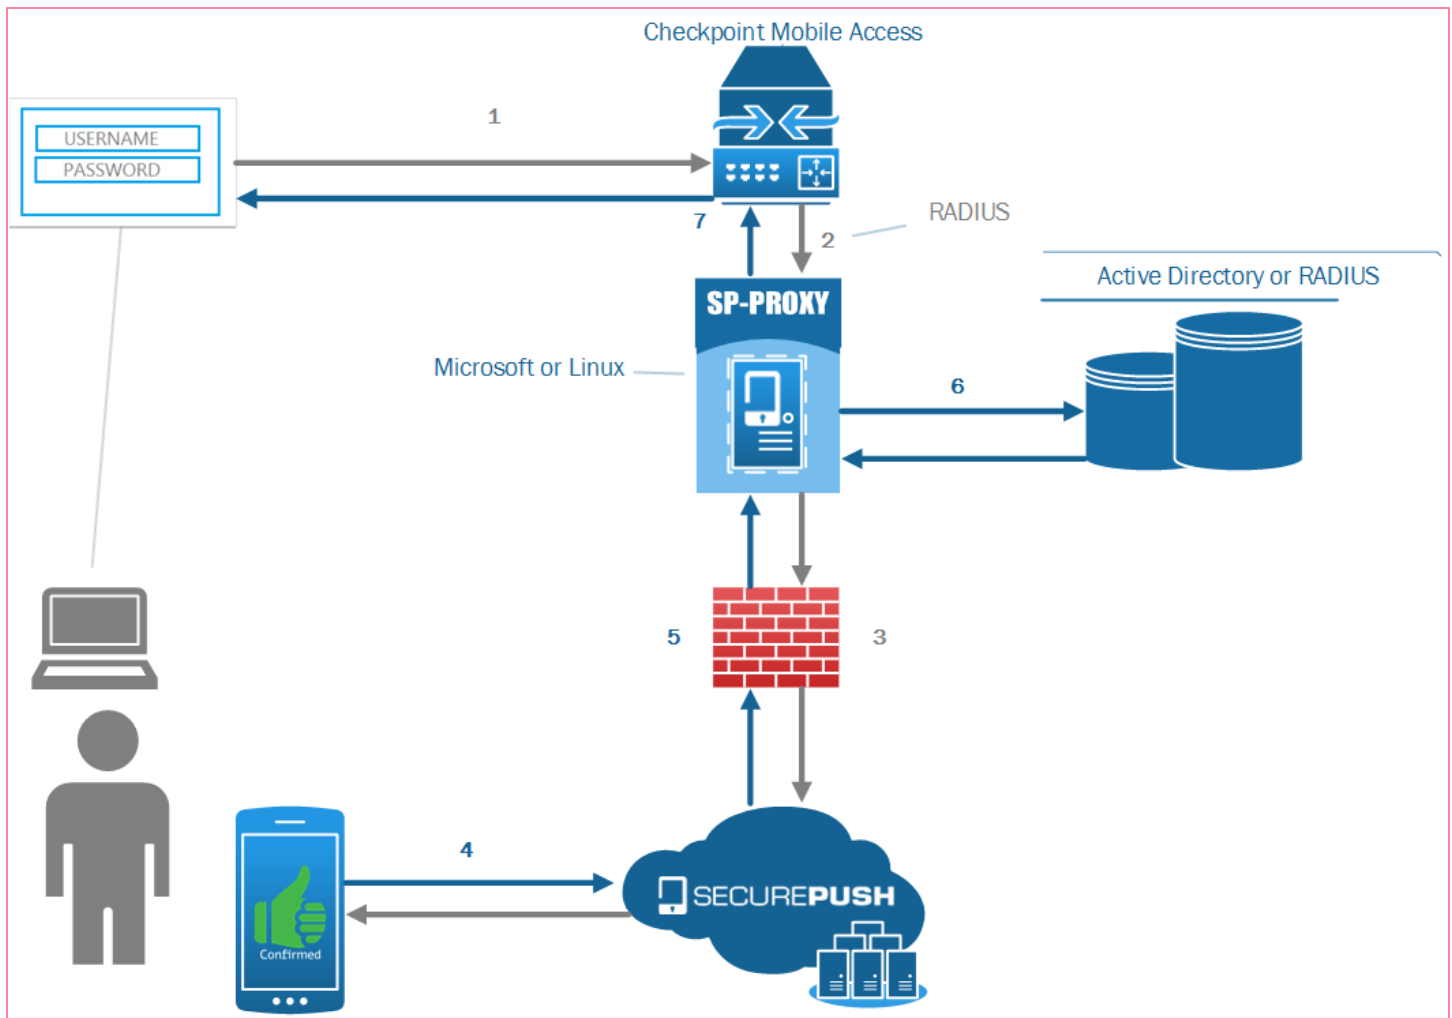 Checkpoint Mobile Access
1
USERNAME
PASSWORD
7
2
RADIUS
SP-PROXY
Active Directory or RADIUS
Microsoft or Linux
6
5
3
4
SECUREPUSH
Confirmed